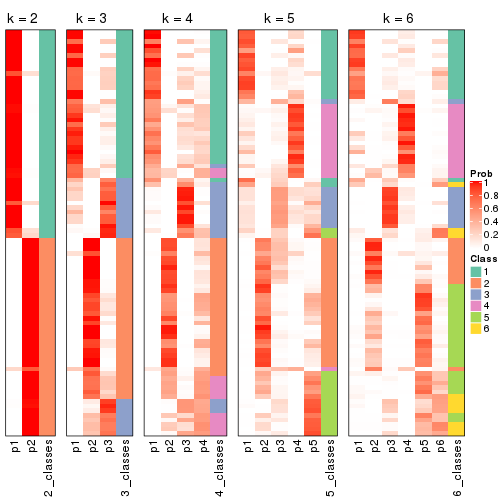 k = 2
k = 3
k = 4
k = 5
k = 6
Prob
1
0.8
0.6
0.4
0.2
0
Class
1
2
3
4
5
6
p1
p2
2_classes
p1
p2
p3
3_classes
p1
p2
p3
p4
4_classes
p1
p2
p3
p4
p5
5_classes
p1
p2
p3
p4
p5
p6
6_classes